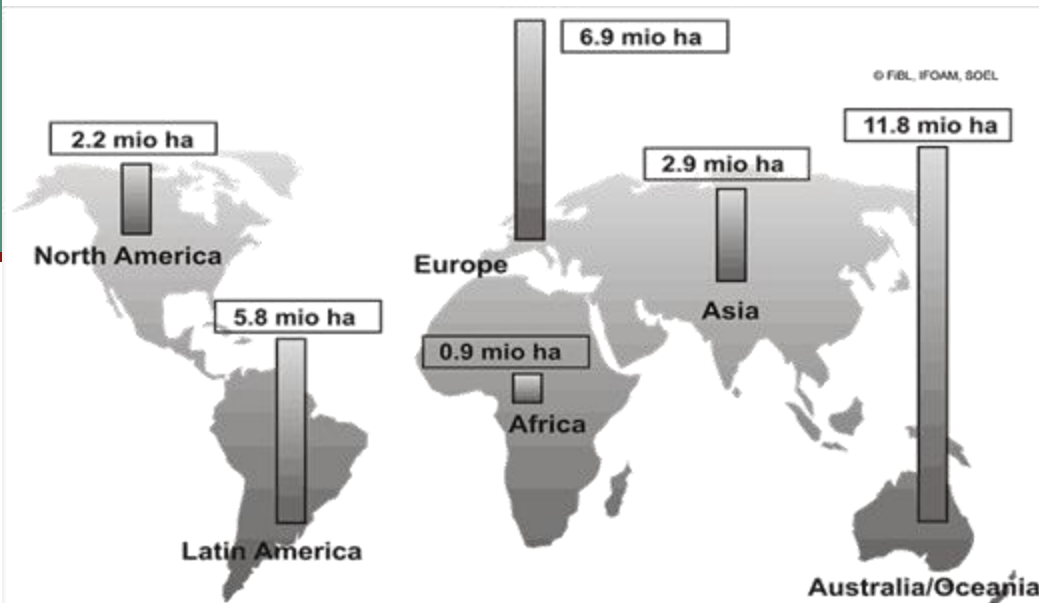 6.9 mio ha
© FiBL, IFOAM, SOEL
2.2 mio ha
11.8 mio ha
2.9 mio ha
North America
Europe
5.8 mio ha
Asia
0.9 mio ha
Africa
Latin America
Australia/Oceania